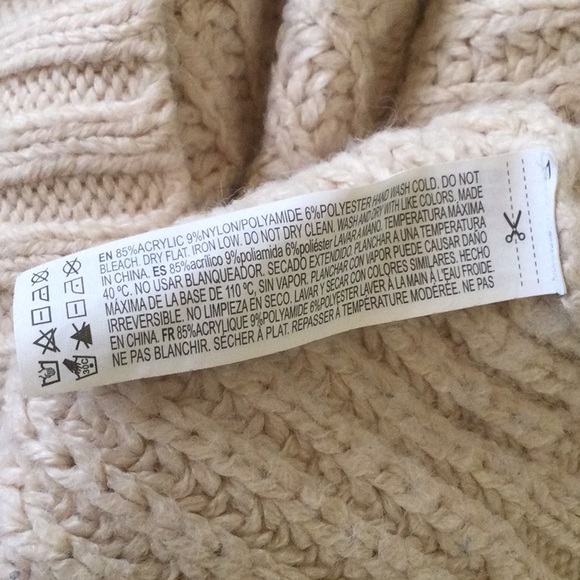 EN 85%ACRYLIC 9%NYLON/POLYAMIDE 6%POLYESTER HAND WASH COLD. DO NOT
BLEACH. DRY FLAT. IRON LOW. DO NOT DRY CLEAN. WASH AND DRY WITH LIKE COLORS. MADE
IN CHINA. ES 85%acrílico 9%poliamida 6%poliéster LAVAR A MANO. TEMPERATURA MÁXIMA
40 ºC. NO USAR BLANQUEADOR. SECADO EXTENDIDO. PLANCHAR A UNA TEMPERATURA
MÁXIMA DE LA BASE DE 110 ºC, SIN VAPOR. PLANCHAR CON VAPOR PUEDE CAUSAR DAÑO
IRREVERSIBLE. NO LIMPIEZA EN SECO. LAVAR Y SECAR CON COLORES SIMILARES. HECHO
EN CHINA. FR 85%ACRYLIQUE 9%POLYAMIDE 6%POLYESTER LAVER À LA MAIN À L'EAU FROIDE
NE PAS BLANCHIR. SÉCHER À PLAT. REPASSER À TEMPÉRATURE MODÉRÉE. NE PAS
30C